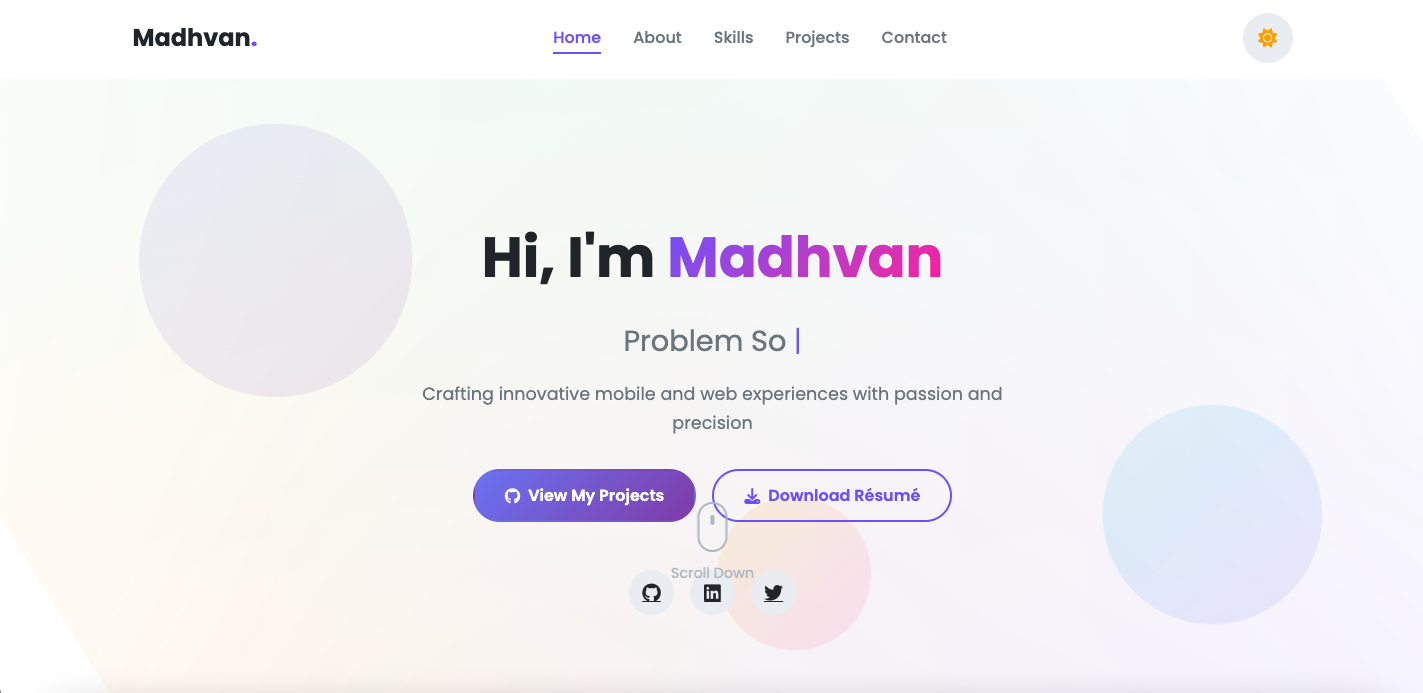 Madhvan.
Home
About
Skills
Projects
Contact
Hi, I'm Madhvan
Problem So |
Crafting innovative mobile and web experiences with passion and
precision
View My Projects
Download Résumé
Scroll Down